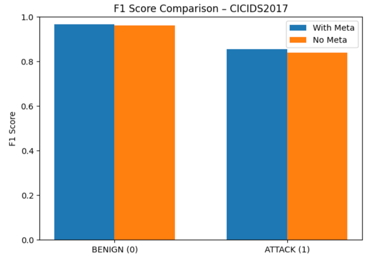 F1 Score Comparison – CICIDS2017
With Meta
No Meta
F1 Score
1.0
0.8
0.6
0.4
0.2
0.0
BENIGN (0)
ATTACK (1)